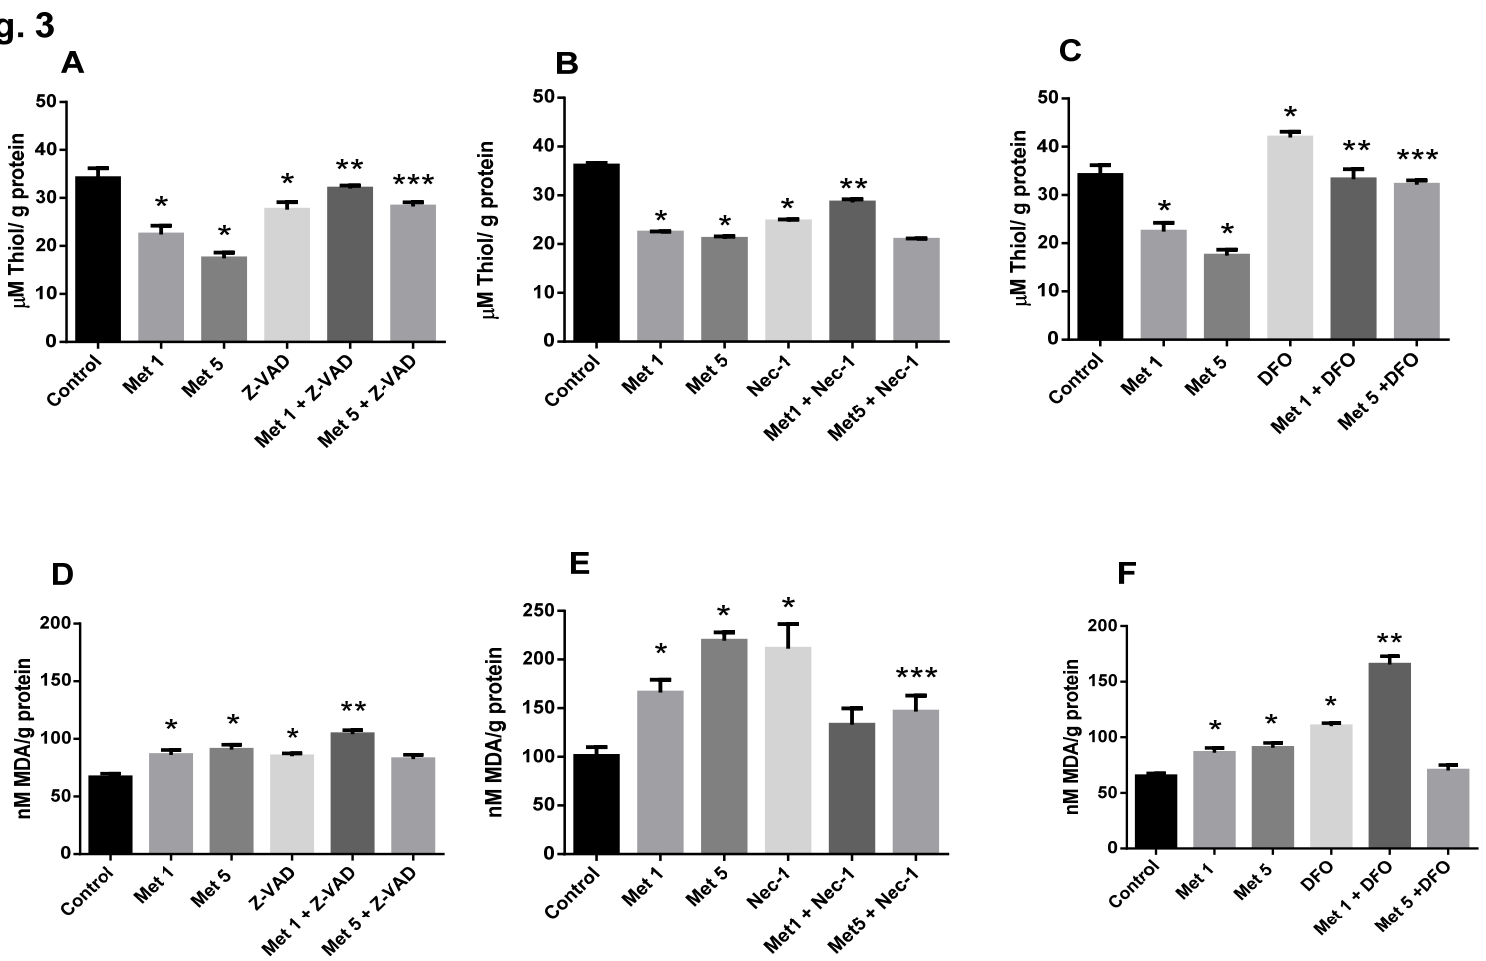 g. 3
A
50
40
30
20
10
0
μM Thiol/ g protein
*
*
*
**
***
Control
Met 1
Met 5
Z-VAD
Met 1 + Z-VAD
Met 5 + Z-VAD
B
50
40
30
20
10
0
μM Thiol/ g protein
*
*
*
**
Control
Met 1
Met 5
Nec-1
Met1 + Nec-1
Met5 + Nec-1
C
50
40
30
20
10
0
μM Thiol/ g protein
*
*
*
**
***
Control
Met 1
Met 5
DFO
Met 1 + DFO
Met 5 +DFO
D
200
150
100
50
0
nM MDA/g protein
*
*
*
**
Control
Met 1
Met 5
Z-VAD
Met 1 + Z-VAD
Met 5 + Z-VAD
E
250
200
150
100
50
0
nM MDA/g protein
*
*
*
***
Control
Met 1
Met 5
Nec-1
Met1 + Nec-1
Met5 + Nec-1
F
200
150
100
50
0
nM MDA/g protein
*
*
*
**
Control
Met 1
Met 5
DFO
Met 1 + DFO
Met 5 +DFO